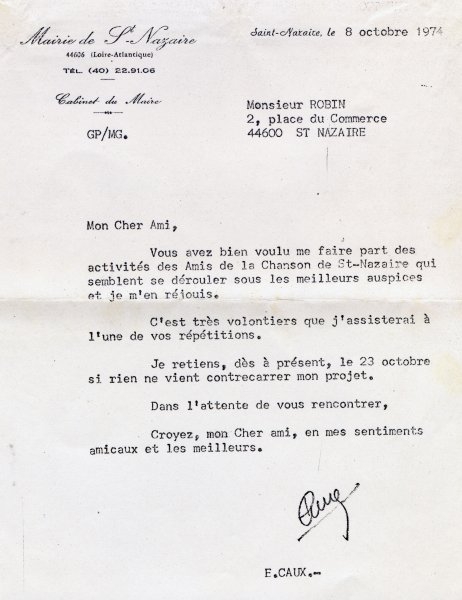 Mairie de St-Nazaire
44606 (Loire-Atlantique)
TÉL. (40) 22.91.06
Cabinet du Maire
GP/MG.
Saint-Nazaire, le 8 octobre 1974
Monsieur ROBIN
2, place du Commerce
44600 ST NAZAIRE
Mon Cher Ami,
Vous avez bien voulu me faire part des
activités des Amis de la Chanson de St-Nazaire qui
semblent se dérouler sous les meilleurs auspices
et je m'en réjouis.
C'est très volontiers que j'assisterai à
l'une de vos répétitions.
Je retiens, dès à présent, le 23 octobre
si rien ne vient contrecarrer mon projet.
Dans l'attente de vous rencontrer,
Croyez, mon Cher ami, en mes sentiments
amicaux et les meilleurs.
E.CAUX.-